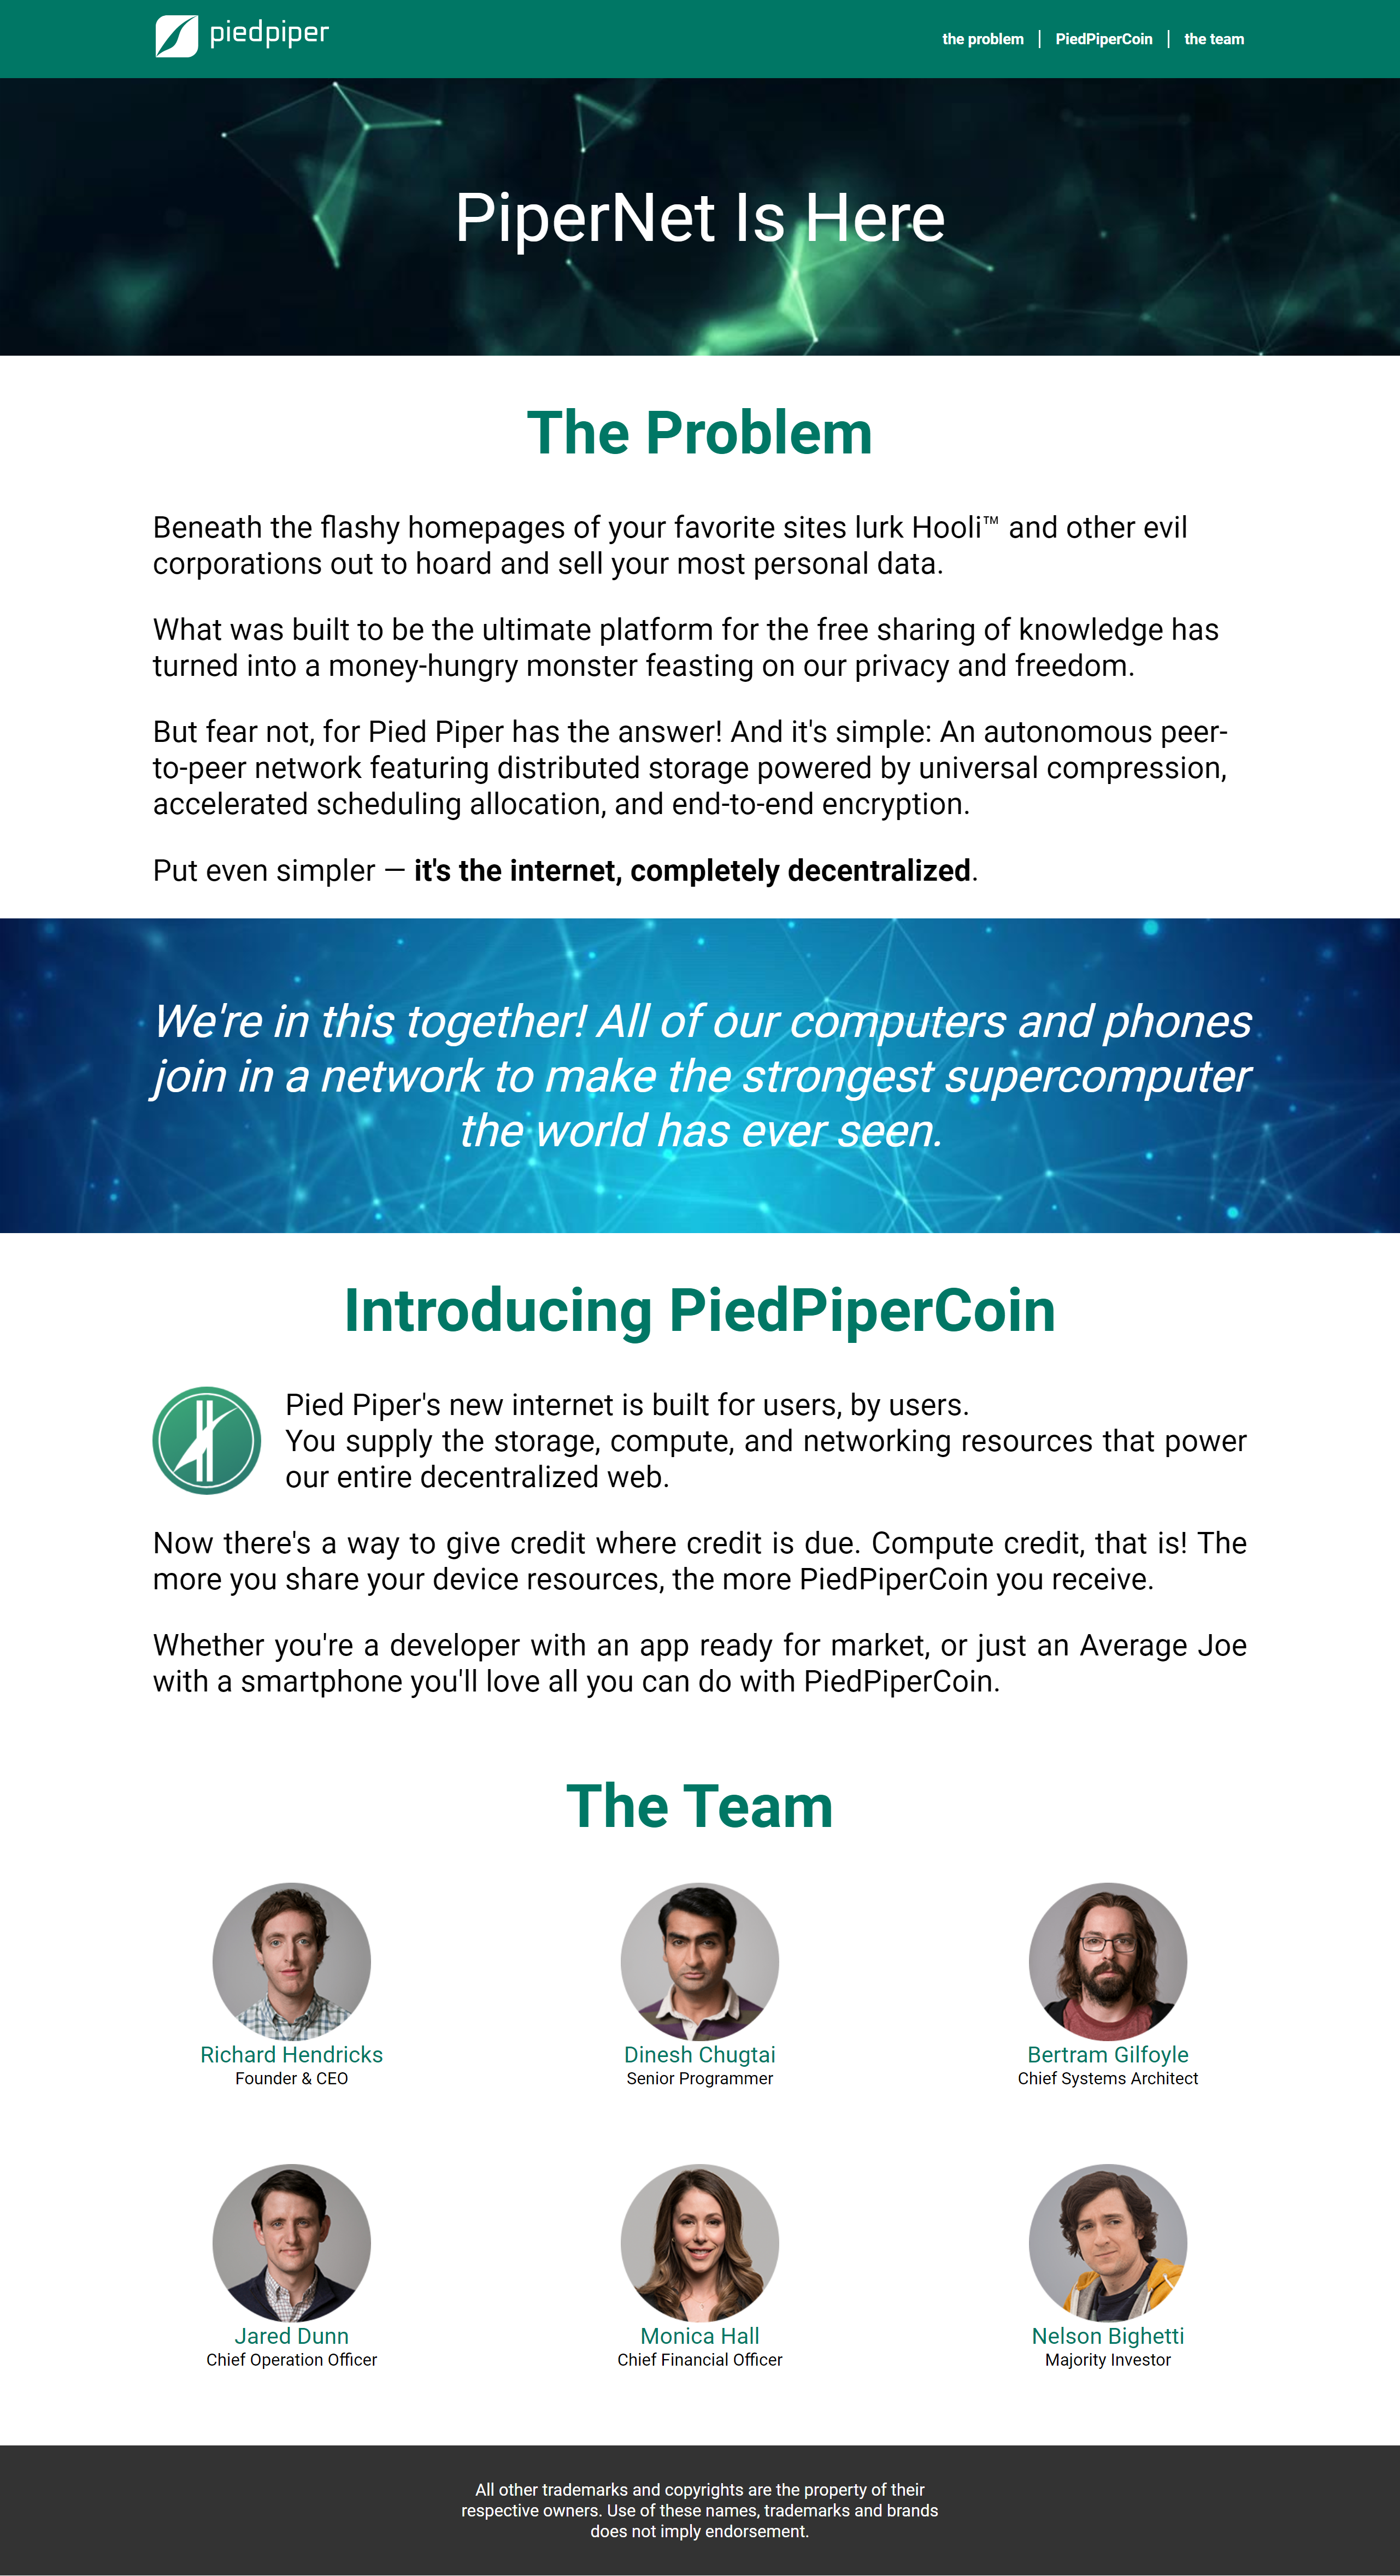 piedpiper
the problem | PiedPiperCoin | the team
PiperNet Is Here
The Problem
Beneath the flashy homepages of your favorite sites lurk Hooli™ and other evil
corporations out to hoard and sell your most personal data.
What was built to be the ultimate platform for the free sharing of knowledge has
turned into a money-hungry monster feasting on our privacy and freedom.
But fear not, for Pied Piper has the answer! And it's simple: An autonomous peer-
to-peer network featuring distributed storage powered by universal compression,
accelerated scheduling allocation, and end-to-end encryption.
Put even simpler — it's the internet, completely decentralized.
We're in this together! All of our computers and phones
join in a network to make the strongest supercomputer
the world has ever seen.
Introducing PiedPiperCoin
Pied Piper's new internet is built for users, by users.
You supply the storage, compute, and networking resources that power
our entire decentralized web.
Now there's a way to give credit where credit is due. Compute credit, that is! The
more you share your device resources, the more PiedPiperCoin you receive.
Whether you're a developer with an app ready for market, or just an Average Joe
with a smartphone you'll love all you can do with PiedPiperCoin.
The Team
Richard Hendricks
Founder & CEO
Dinesh Chugtai
Senior Programmer
Bertram Gilfoyle
Chief Systems Architect
Jared Dunn
Chief Operation Officer
Monica Hall
Chief Financial Officer
Nelson Bighetti
Majority Investor
All other trademarks and copyrights are the property of their
respective owners. Use of these names, trademarks and brands
does not imply endorsement.